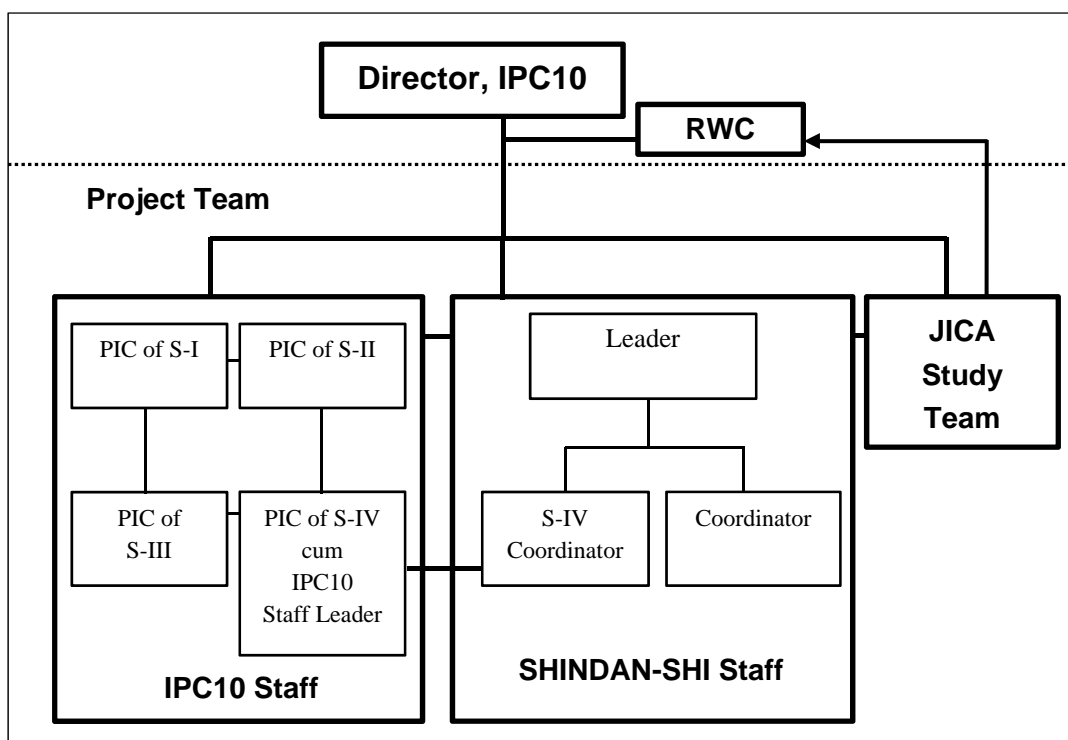 Director, IPC10
RWC
Project Team
PIC of S-I
PIC of S-II
PIC of
S-III
PIC of S-IV
cum
IPC10
Staff Leader
IPC10 Staff
Leader
S-IV
Coordinator
Coordinator
SHINDAN-SHI Staff
JICA
Study
Team